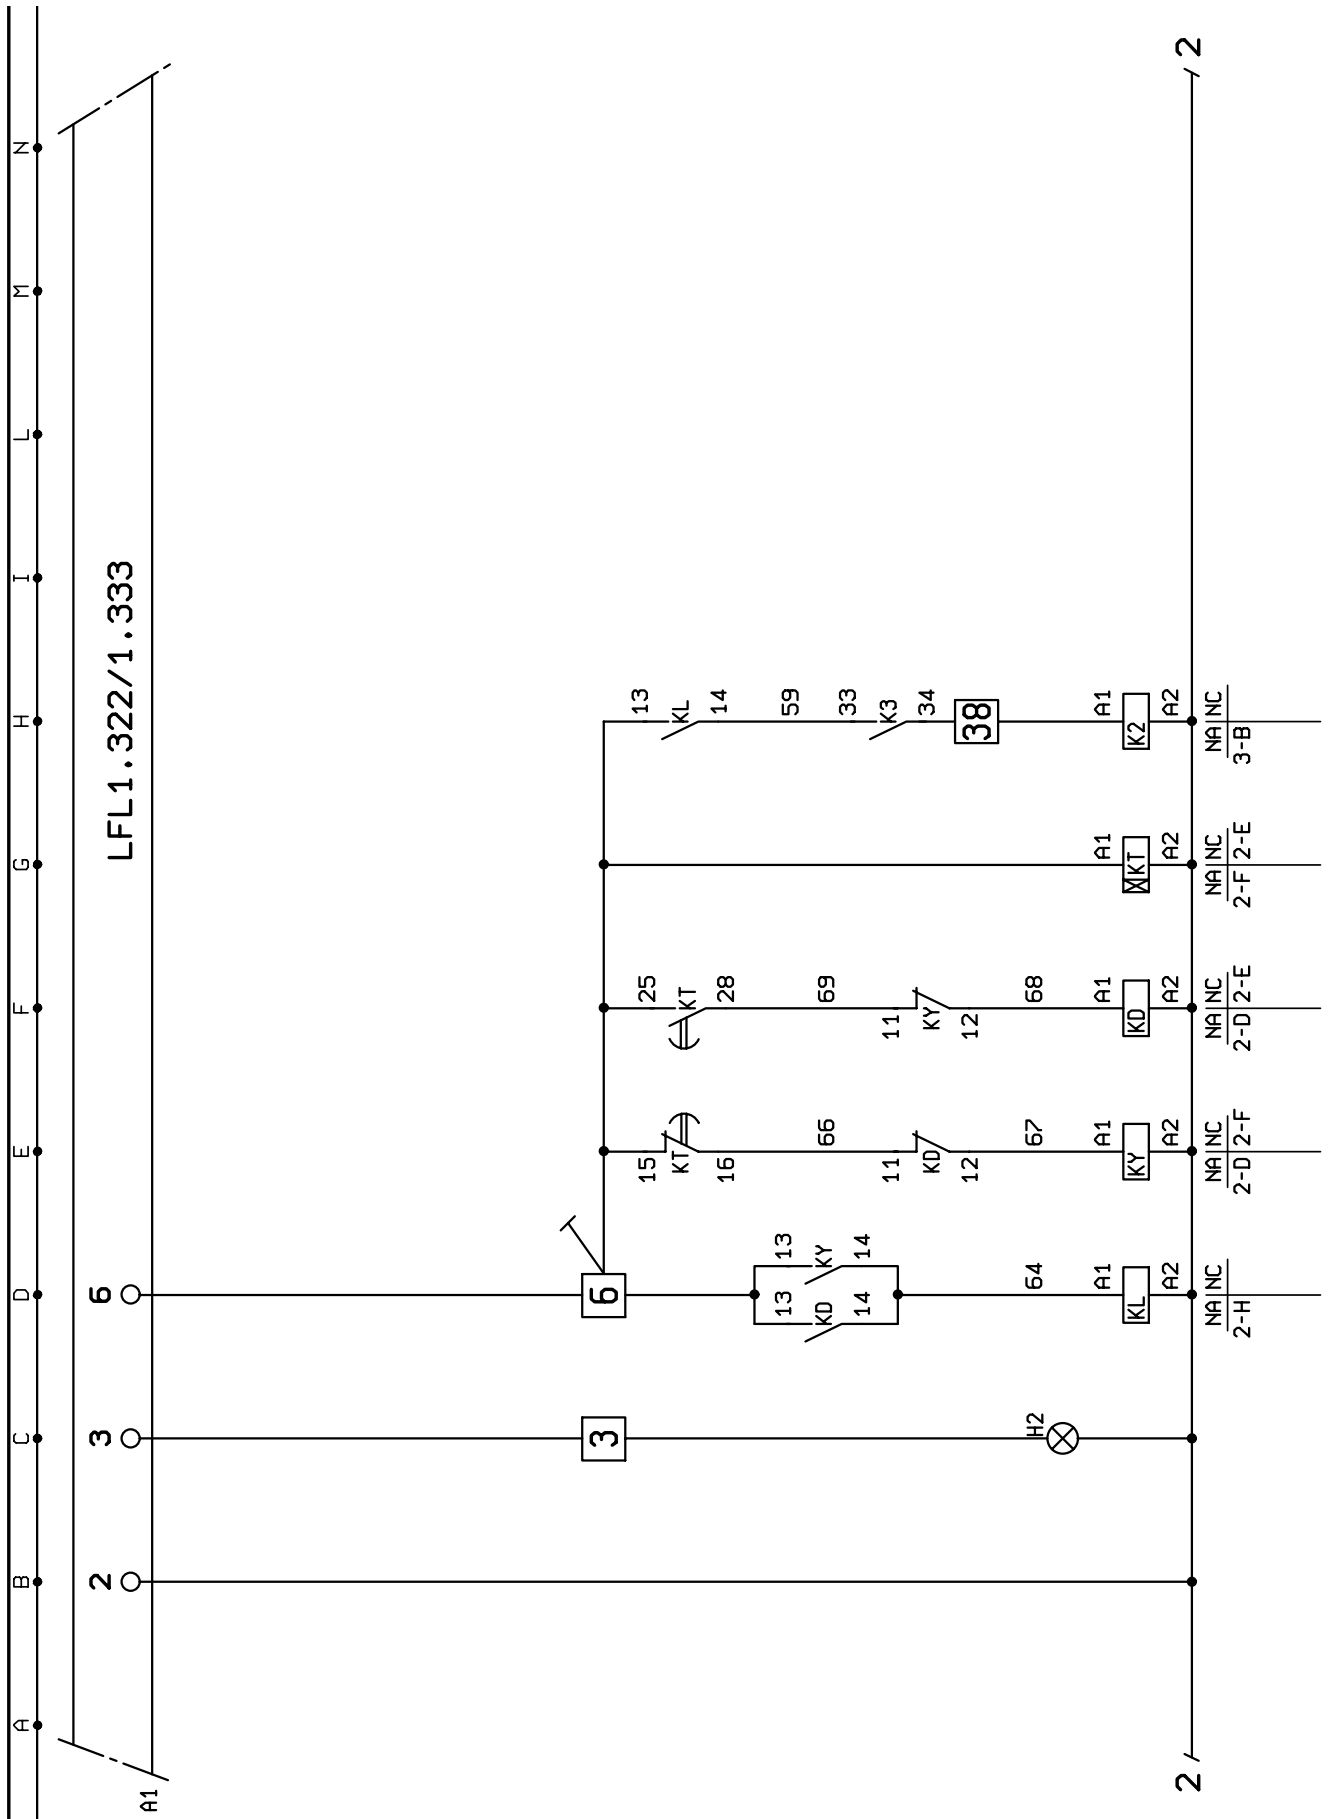 A B C D E F G H I L M N
LFL1.322/1.333
A1
2 3 6
6
3
13 KY 14
13 KD 14
64
A1 KL A2
H2
15 KT 16
66
11 KD 12
67
A1 KY A2
25 KT 28
69
11 KY 12
68
A1 KD A2
A1 KT A2
13 KL 14
59
33 K3 34
38
A1 K2 A2
2 2
NA NC NA NC NA NC NA NC NA NC
2-H 2-D 2-F 2-D 2-E 2-F 2-E 3-B